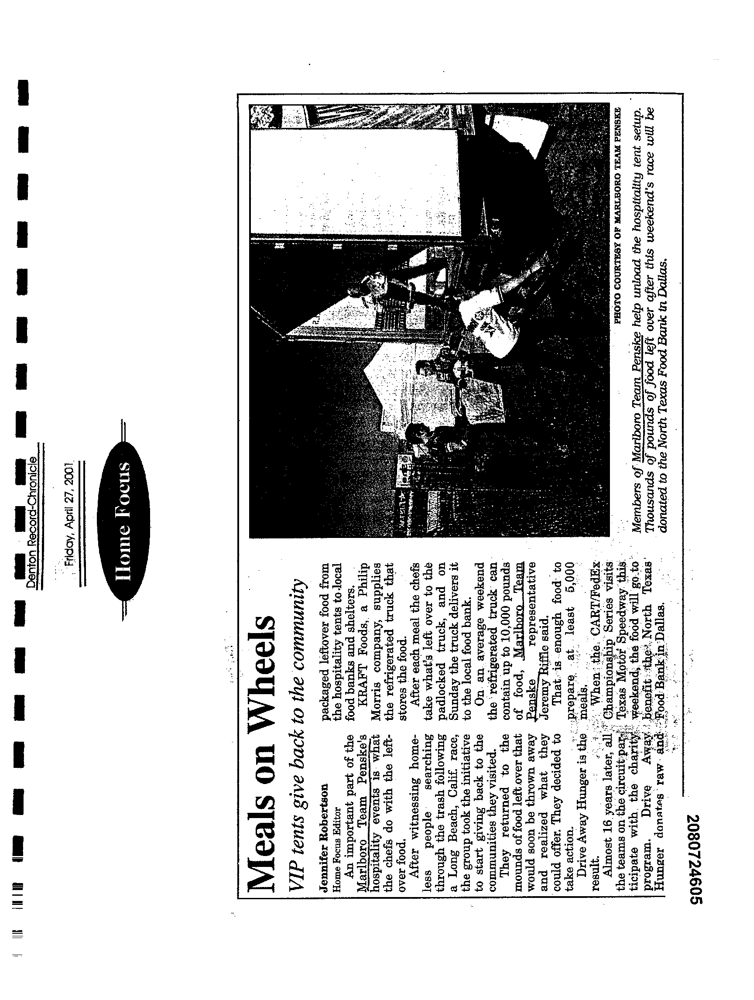 Denton Record-Chronicle
Friday, April 27, 2001
Home Focus
Meals on Wheels
VIP tents give back to the community
Jennifer Robertson
Home Focus Editor
An important part of the
Marlboro Team Penske's
hospitality events is what
the chefs do with the left-
over food.
After witnessing home-
less people searching
through the trash following
a Long Beach, Calif. race,
the group took the initiative
to start giving back to the
communities they visited.
They returned to the
mounds of food left over that
would soon be thrown away
and realized what they
could offer. They decided to
take action.
Drive Away Hunger is the
result.
Almost 16 years later, all
the teams on the circuit par-
ticipate with the charity
program. Drive Away
Hunger donates raw and
packaged leftover food from
the hospitality tents to local
food banks and shelters.
KRAFT Foods, a Philip
Morris company, supplies
the refrigerated truck that
stores the food.
After each meal the chefs
take what's left over to the
padlocked truck, and on
Sunday the truck delivers it
to the local food bank.
On an average weekend
the refrigerated truck can
contain up to 10,000 pounds
of food, Marlboro Team
Penske representative
Jeremy Riffle said.
That is enough food to
prepare at least 5,000
meals.
When the CART/FedEx
Championship Series visits
Texas Motor Speedway this
weekend, the food will go to
benefit the North Texas
Food Bank in Dallas.
PHOTO COURTESY OF MARLBORO TEAM PENSKE
Members of Marlboro Team Penske help unload the hospitality tent setup.
Thousands of pounds of food left over after this weekend's race will be
donated to the North Texas Food Bank in Dallas.
2080724605